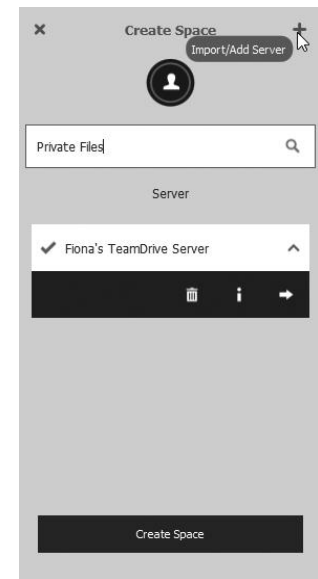 Create Space
Import/Add Server
Private Files
Server
Fiona's TeamDrive Server
Create Space